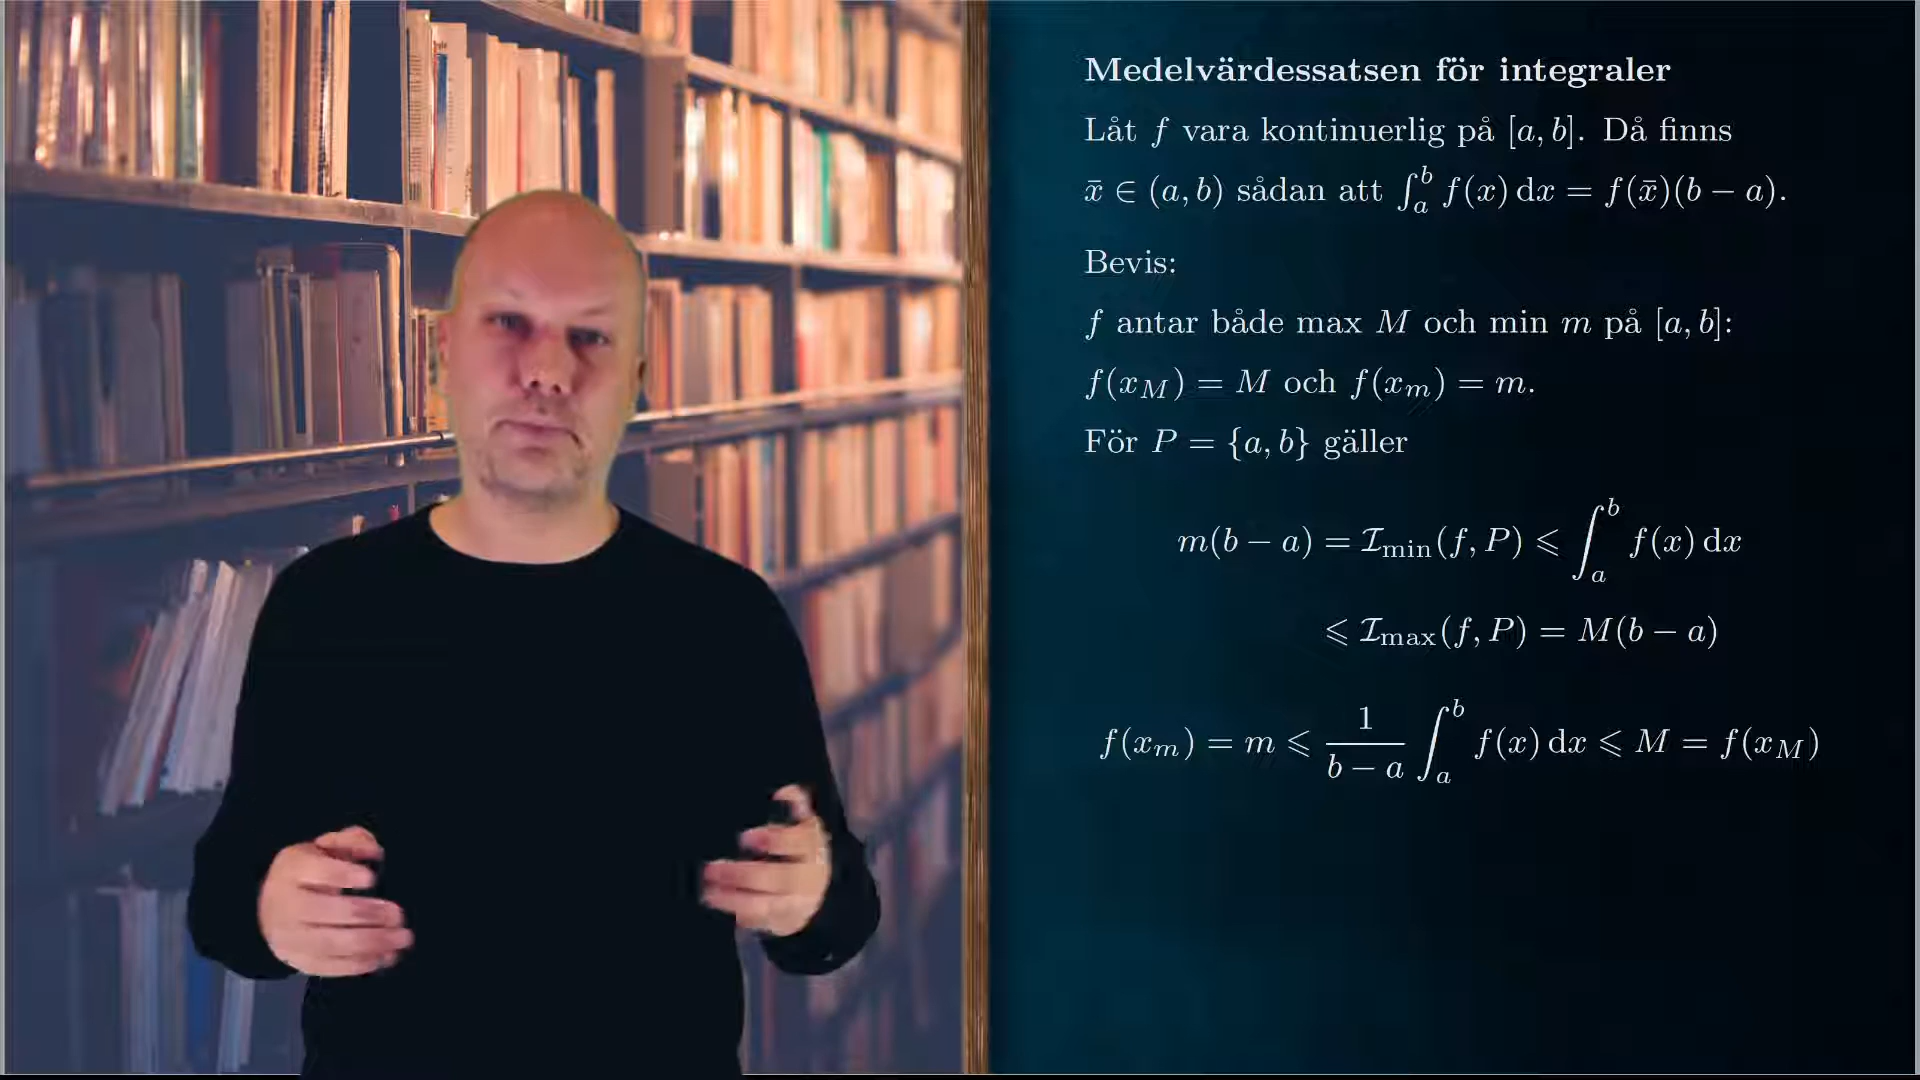 Medelvärdessatsen för integraler
Låt f vara kontinuerlig på [a, b]. Då finns
x̄ ∈ (a, b) sådan att ∫_a^b f(x) dx = f(x̄)(b − a).
Bevis:
f antar både max M och min m på [a, b]:
f(x_M) = M och f(x_m) = m.
För P = {a, b} gäller
m(b − a) = ℐ_min(f, P) ⩽ ∫_a^b f(x) dx
⩽ ℐ_max(f, P) = M(b − a)
f(x_m) = m ⩽ \frac{1}{b − a} ∫_a^b f(x) dx ⩽ M = f(x_M)